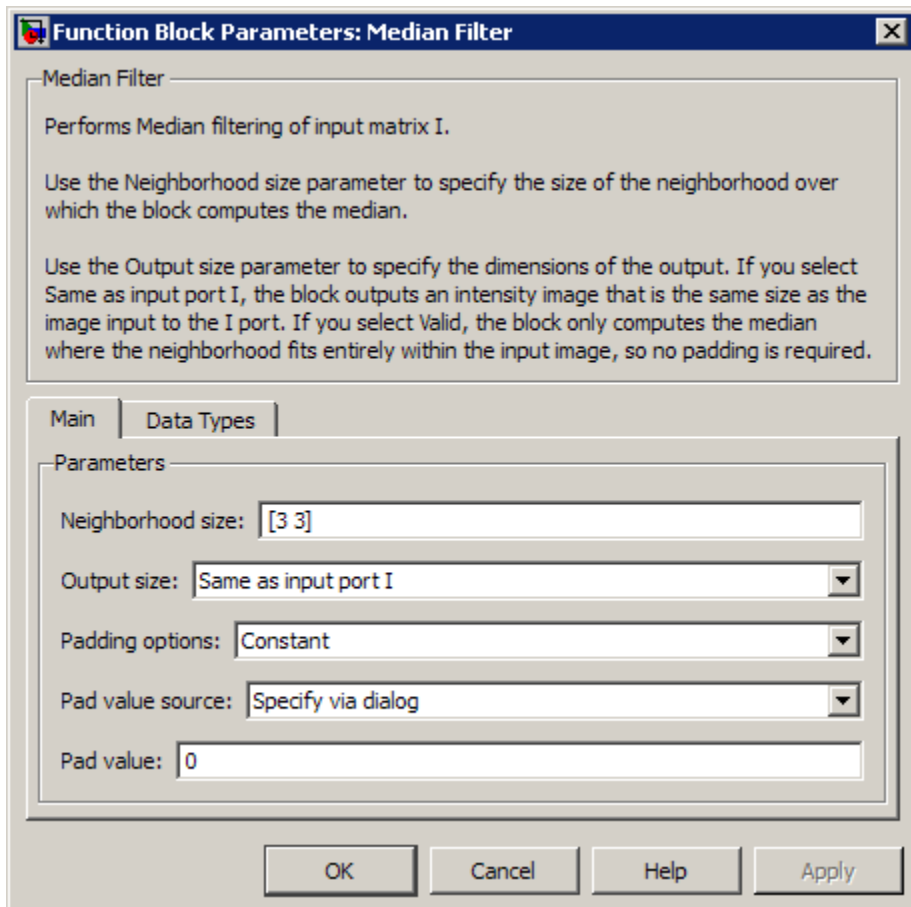 Function Block Parameters: Median Filter
Median Filter
Performs Median filtering of input matrix I.
Use the Neighborhood size parameter to specify the size of the neighborhood over
which the block computes the median.
Use the Output size parameter to specify the dimensions of the output. If you select
Same as input port I, the block outputs an intensity image that is the same size as the
image input to the I port. If you select Valid, the block only computes the median
where the neighborhood fits entirely within the input image, so no padding is required.
Main Data Types
Parameters
Neighborhood size: [3 3]
Output size: Same as input port I
Padding options: Constant
Pad value source: Specify via dialog
Pad value: 0
OK Cancel Help Apply